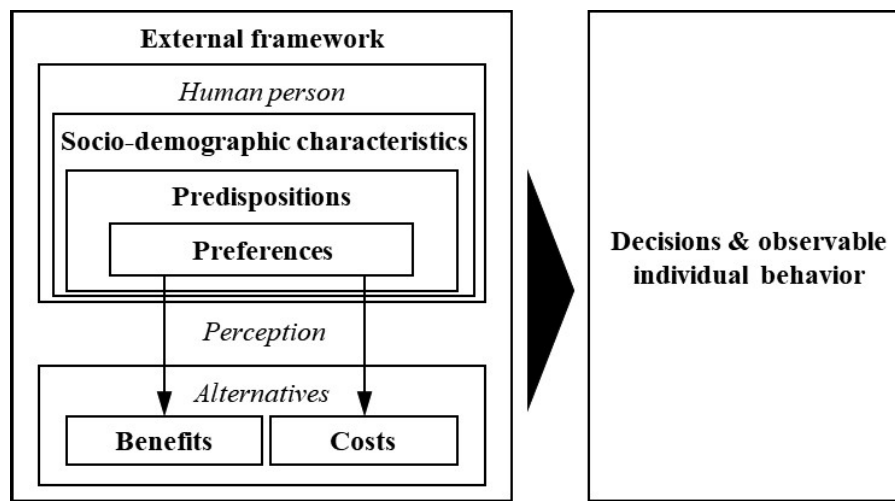 External framework
Human person
Socio-demographic characteristics
Predispositions
Preferences
Perception
Alternatives
Benefits
Costs
Decisions & observable
individual behavior